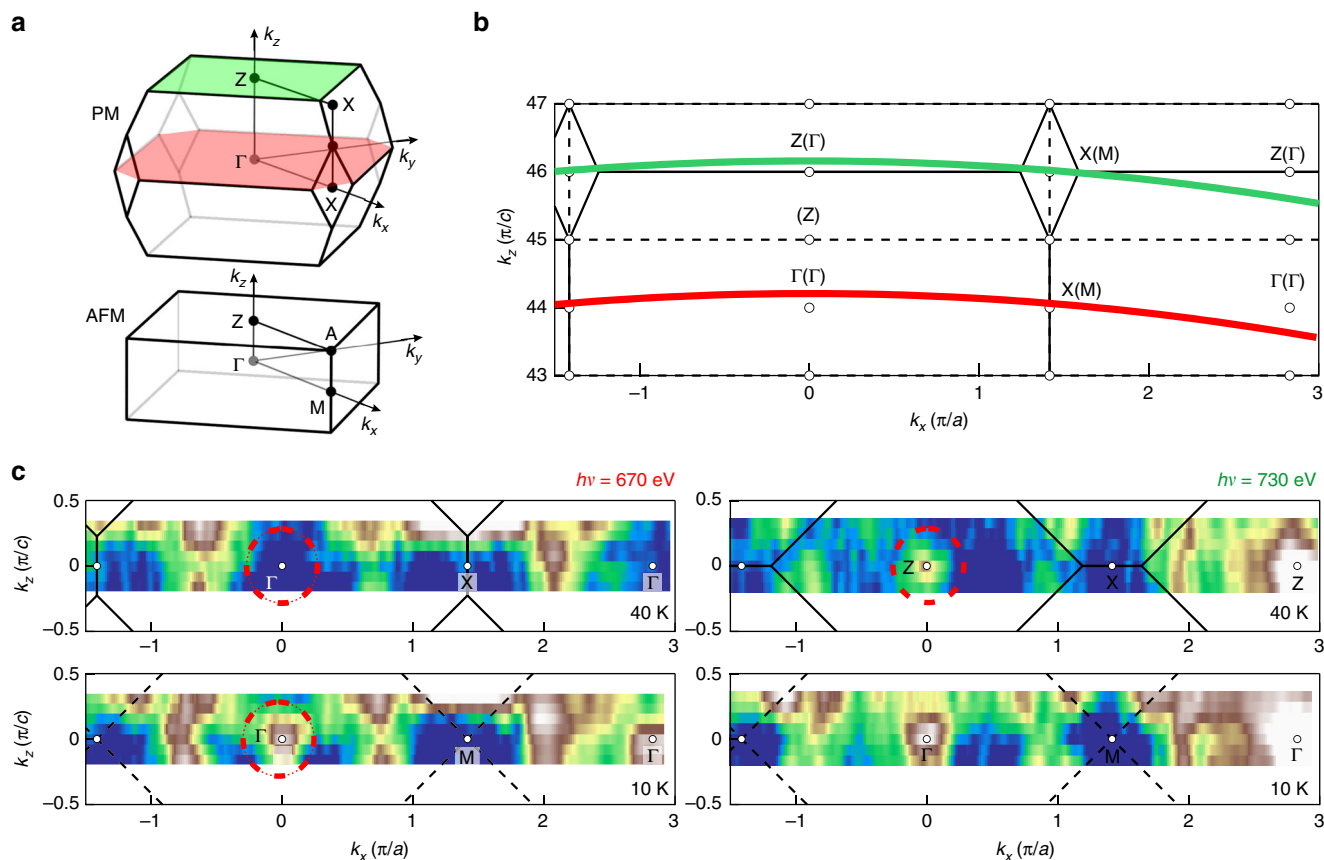 a
k_z
Z
X
PM
Γ
k_y
X
k_x
k_z
AFM
Z
A
k_y
Γ
M
k_x
b
47
Z(Γ)
X(M)
Z(Γ)
46
(Z)
k_z (π/c)
45
Γ(Γ)
X(M)
Γ(Γ)
44
43
–1 0 1 2 3
k_x (π/a)
c
hν = 670 eV
0.5
k_z (π/c)
0
Γ X Γ
–0.5
40 K
–1 0 1 2 3
0.5
k_z (π/c)
0
Γ M Γ
–0.5
10 K
–1 0 1 2 3
k_x (π/a)
hν = 730 eV
0.5
0
Z X Z
–0.5
40 K
–1 0 1 2 3
0.5
0
Γ M Γ
–0.5
10 K
–1 0 1 2 3
k_x (π/a)